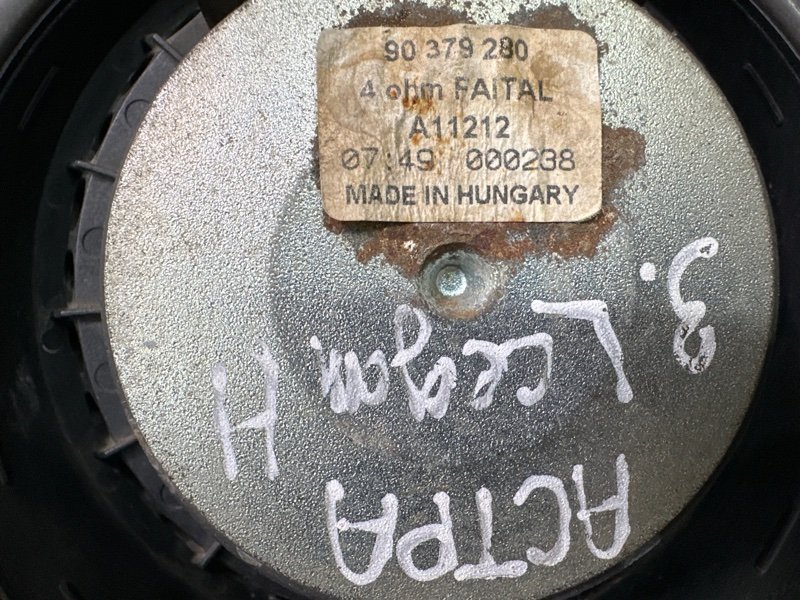 90 379 280
4 ohm FAITAL
A11212
07:49 000238
MADE IN HUNGARY
АСТРА H
З. L седан